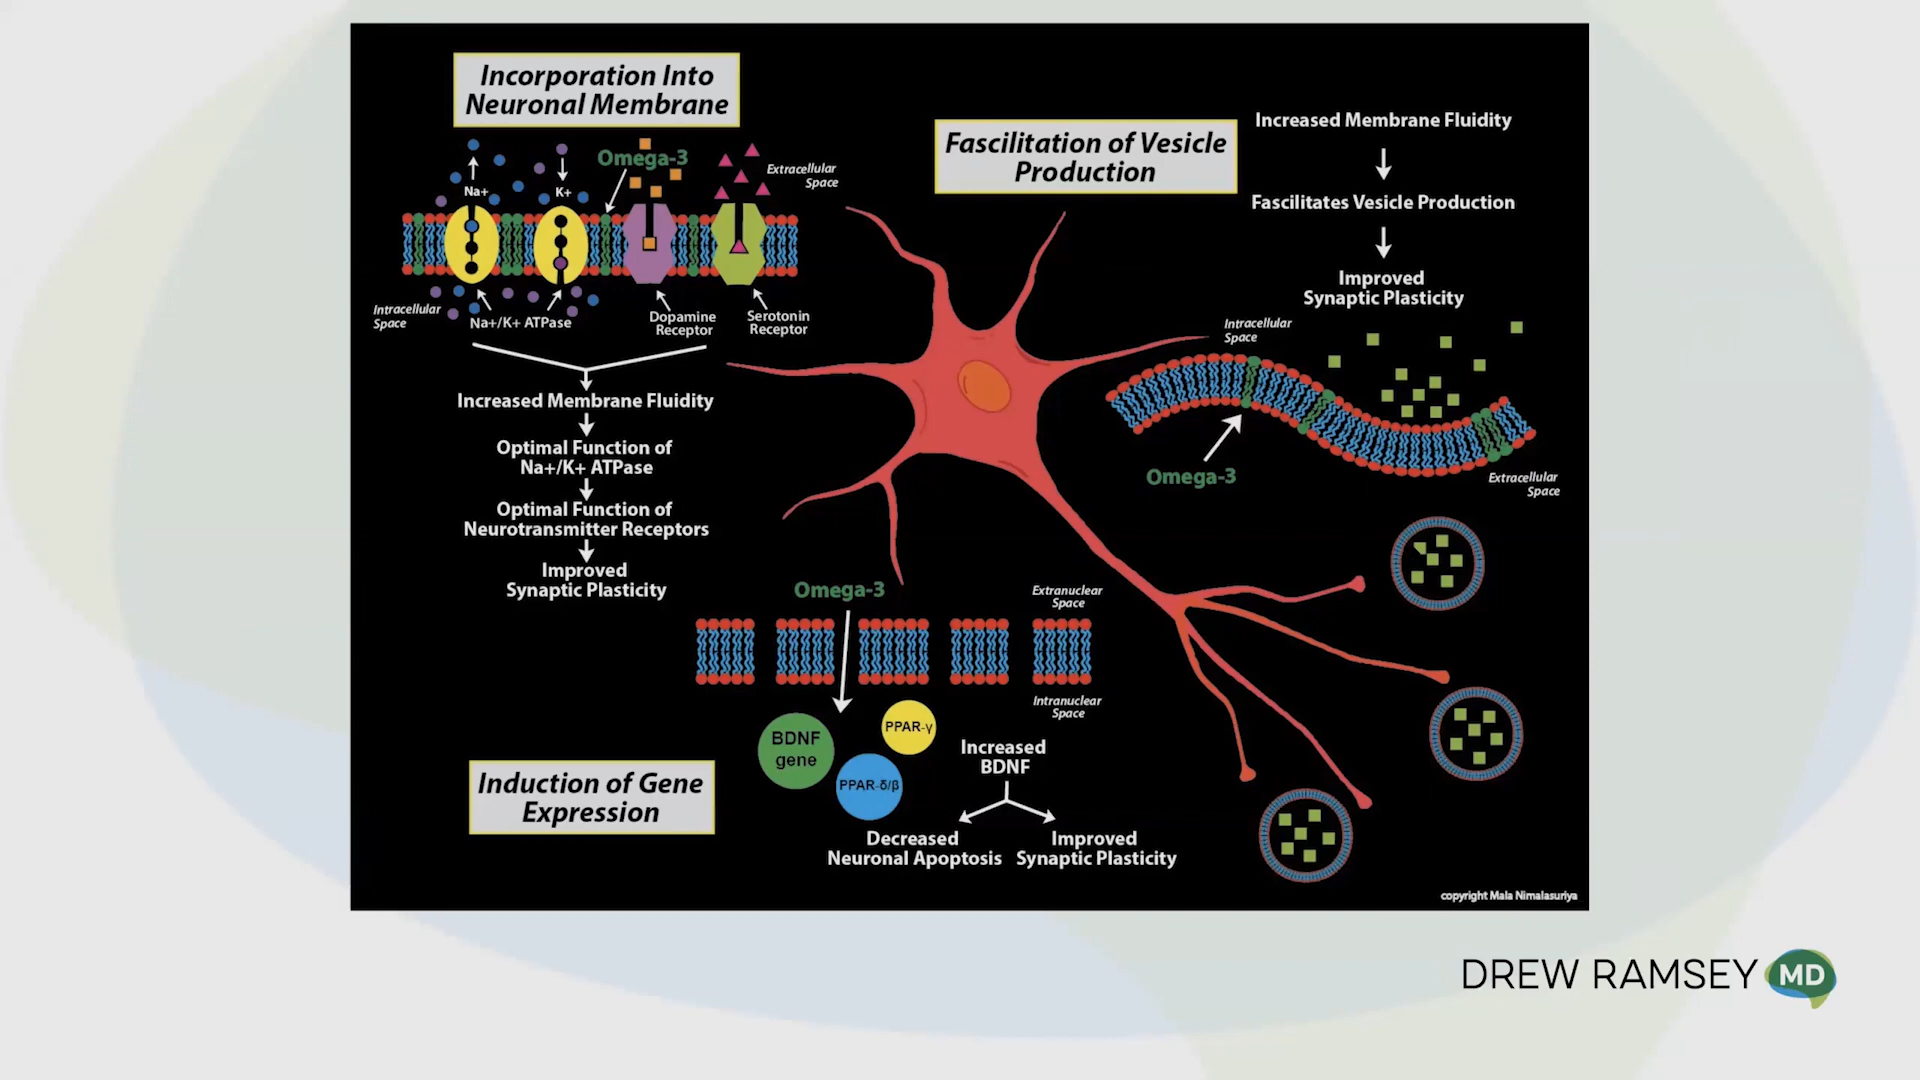 Incorporation Into
Neuronal Membrane
Omega-3
Extracellular
Space
Na+
K+
Intracellular
Space
Na+/K+ ATPase
Dopamine
Receptor
Serotonin
Receptor
Increased Membrane Fluidity
Optimal Function of
Na+/K+ ATPase
Optimal Function of
Neurotransmitter Receptors
Improved
Synaptic Plasticity
Fascilitation of Vesicle
Production
Increased Membrane Fluidity
Fascilitates Vesicle Production
Improved
Synaptic Plasticity
Intracellular
Space
Omega-3
Extracellular
Space
Omega-3
Extranuclear
Space
Intranuclear
Space
BDNF
gene
PPAR-γ
PPAR-δ/β
Increased
BDNF
Decreased
Neuronal Apoptosis
Improved
Synaptic Plasticity
Induction of Gene
Expression
copyright Mala Nimalasuriya
DREW RAMSEY MD